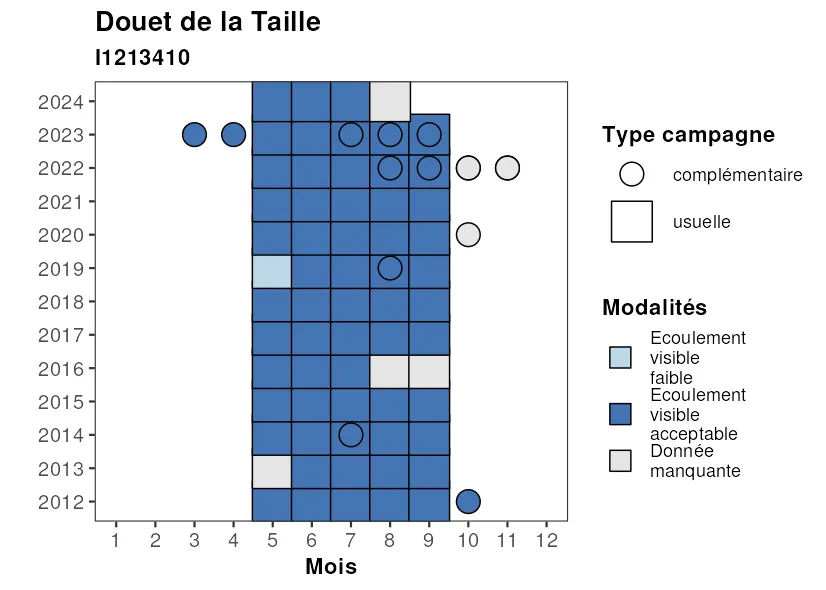 Douet de la Taille
I1213410
2024
2023
2022
2021
2020
2019
2018
2017
2016
2015
2014
2013
2012
1 2 3 4 5 6 7 8 9 10 11 12
Mois
Type campagne
complémentaire
usuelle
Modalités
Ecoulement
visible
faible
Ecoulement
visible
acceptable
Donnée
manquante